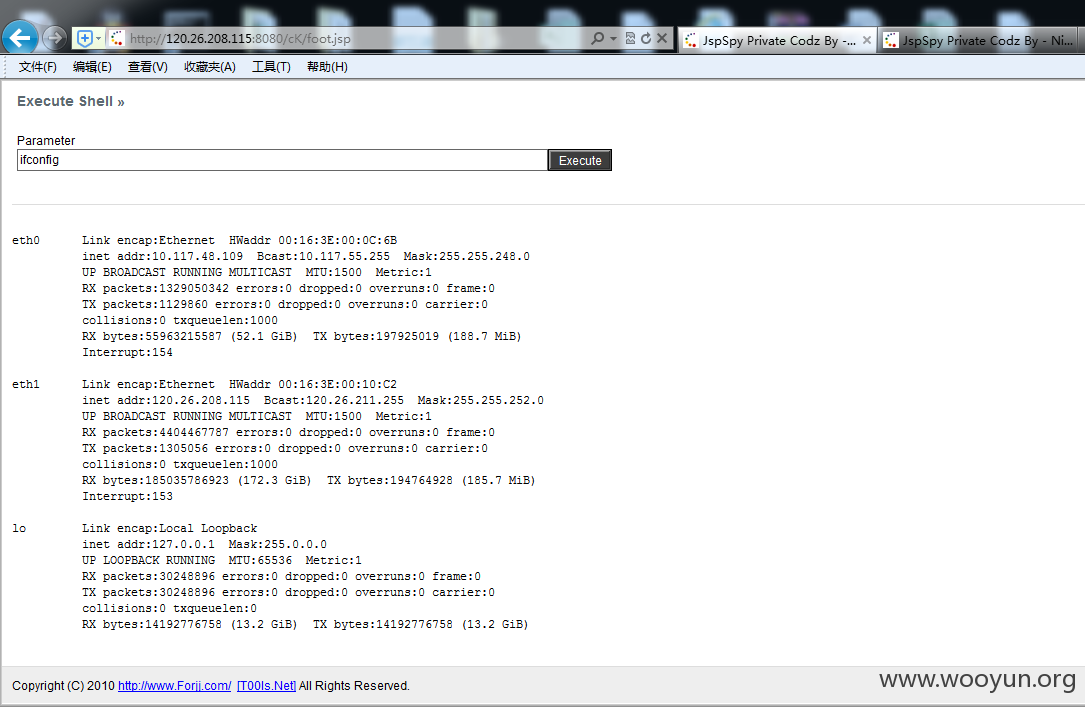 http://120.26.208.115:8080/cK/foot.jsp
JspSpy Private Codz By -...
JspSpy Private Codz By - Ni...
文件(F) 编辑(E) 查看(V) 收藏夹(A) 工具(T) 帮助(H)
Execute Shell »
Parameter
ifconfig
Execute
eth0 Link encap:Ethernet HWaddr 00:16:3E:00:0C:6B
inet addr:10.117.48.109 Bcast:10.117.55.255 Mask:255.255.248.0
UP BROADCAST RUNNING MULTICAST MTU:1500 Metric:1
RX packets:1329050342 errors:0 dropped:0 overruns:0 frame:0
TX packets:1129860 errors:0 dropped:0 overruns:0 carrier:0
collisions:0 txqueuelen:1000
RX bytes:55963215587 (52.1 GiB) TX bytes:197925019 (188.7 MiB)
Interrupt:154
eth1 Link encap:Ethernet HWaddr 00:16:3E:00:10:C2
inet addr:120.26.208.115 Bcast:120.26.211.255 Mask:255.255.252.0
UP BROADCAST RUNNING MULTICAST MTU:1500 Metric:1
RX packets:4404467787 errors:0 dropped:0 overruns:0 frame:0
TX packets:1305056 errors:0 dropped:0 overruns:0 carrier:0
collisions:0 txqueuelen:1000
RX bytes:185035786923 (172.3 GiB) TX bytes:194764928 (185.7 MiB)
Interrupt:153
lo Link encap:Local Loopback
inet addr:127.0.0.1 Mask:255.0.0.0
UP LOOPBACK RUNNING MTU:65536 Metric:1
RX packets:30248896 errors:0 dropped:0 overruns:0 frame:0
TX packets:30248896 errors:0 dropped:0 overruns:0 carrier:0
collisions:0 txqueuelen:0
RX bytes:14192776758 (13.2 GiB) TX bytes:14192776758 (13.2 GiB)
Copyright (C) 2010 http://www.Forjj.com/ [T00ls.Net] All Rights Reserved.
www.wooyun.org